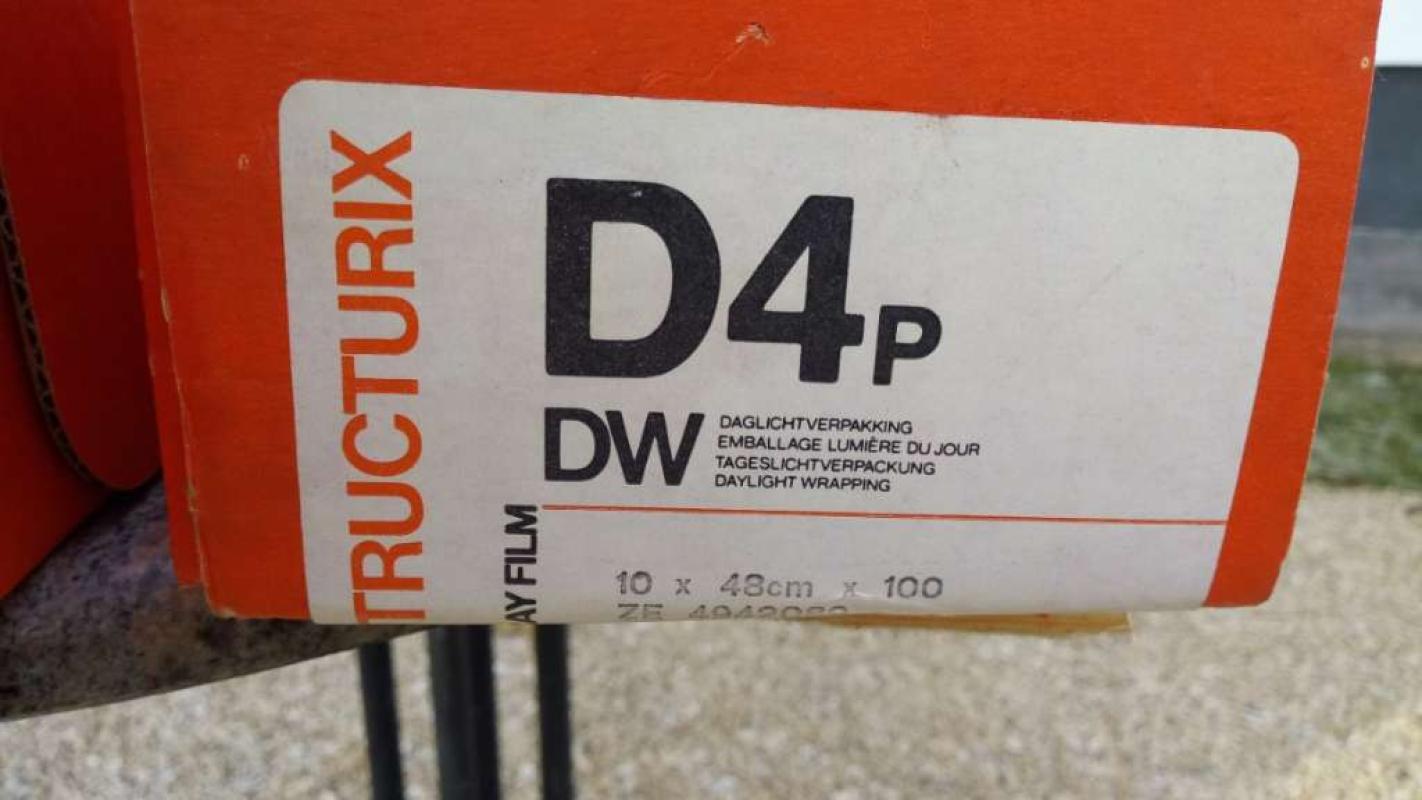 TRUCTURIX
D4P
DW
DAGLICHTVERPAKKING
EMBALLAGE LUMIÈRE DU JOUR
TAGESLICHTVERPACKUNG
DAYLIGHT WRAPPING
AY FILM
10 x 48cm x 100